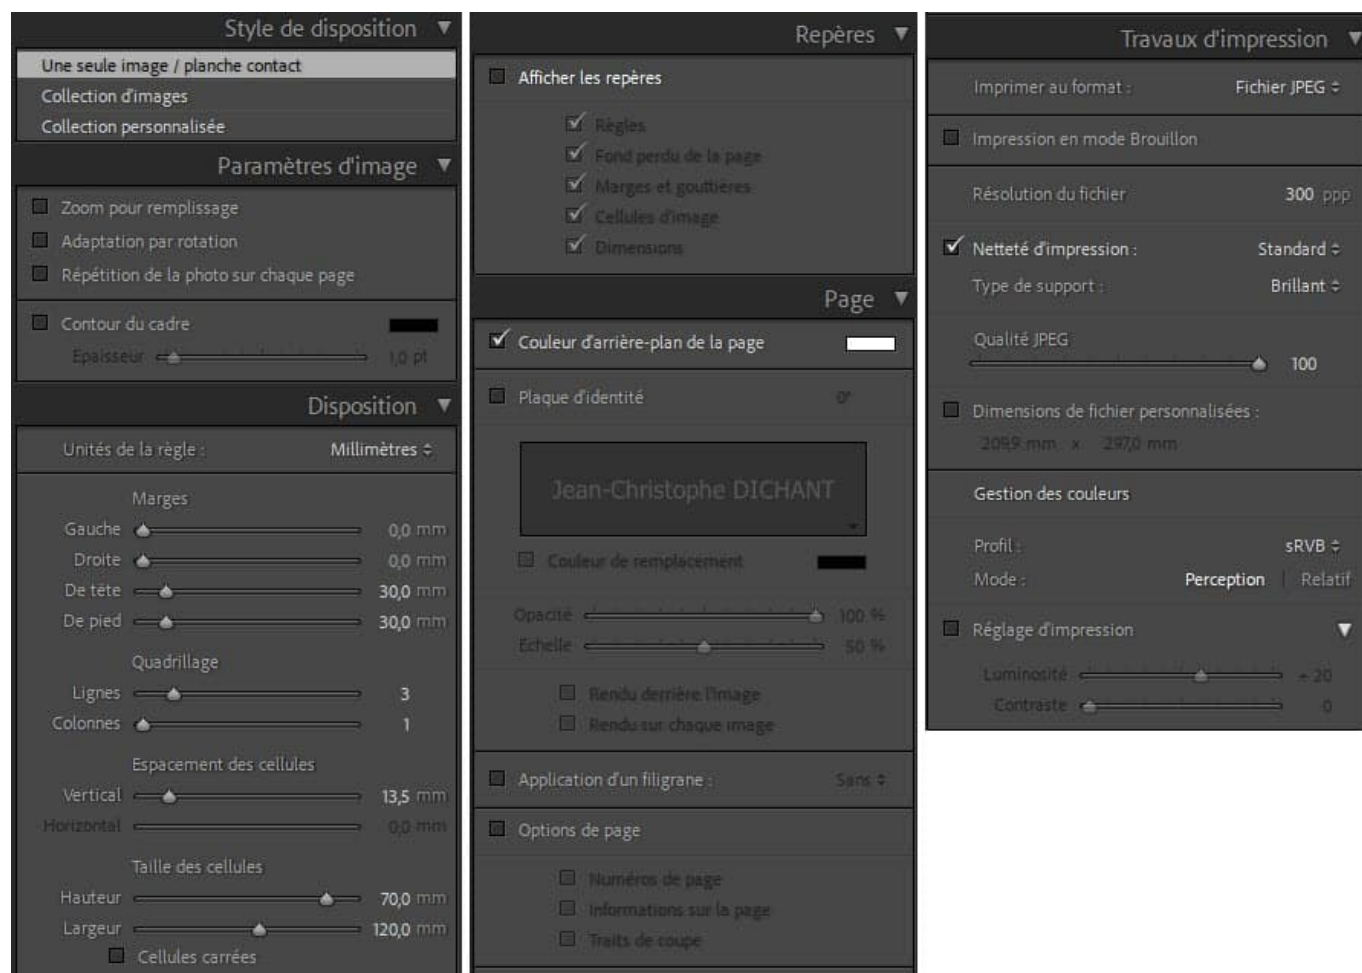 Style de disposition
Une seule image / planche contact
Collection d'images
Collection personnalisée
Paramètres d'image
Zoom pour remplissage
Adaptation par rotation
Répétition de la photo sur chaque page
Contour du cadre
Epaisseur 1,0 pt
Disposition
Unités de la règle : Millimètres
Marges
Gauche 0,0 mm
Droite 0,0 mm
De tête 30,0 mm
De pied 30,0 mm
Quadrillage
Lignes 3
Colonnes 1
Espacement des cellules
Vertical 13,5 mm
Horizontal 0,0 mm
Taille des cellules
Hauteur 70,0 mm
Largeur 120,0 mm
Cellules carrées
Repères
Afficher les repères
Règles
Fond perdu de la page
Marges et gouttières
Cellules d'image
Dimensions
Page
Couleur d'arrière-plan de la page
Plaque d'identité 0°
Jean-Christophe DICHANT
Couleur de remplacement
Opacité 100 %
Echelle 50 %
Rendu derrière l'image
Rendu sur chaque image
Application d'un filigrane : Sans
Options de page
Numéros de page
Informations sur la page
Traits de coupe
Travaux d'impression
Imprimer au format : Fichier JPEG
Impression en mode Brouillon
Résolution du fichier 300 ppp
Netteté d'impression : Standard
Type de support : Brillant
Qualité JPEG
100
Dimensions de fichier personnalisées :
209,9 mm x 297,0 mm
Gestion des couleurs
Profil : sRVB
Mode : Perception Relatif
Réglage d'impression
Luminosité + 20
Contraste 0